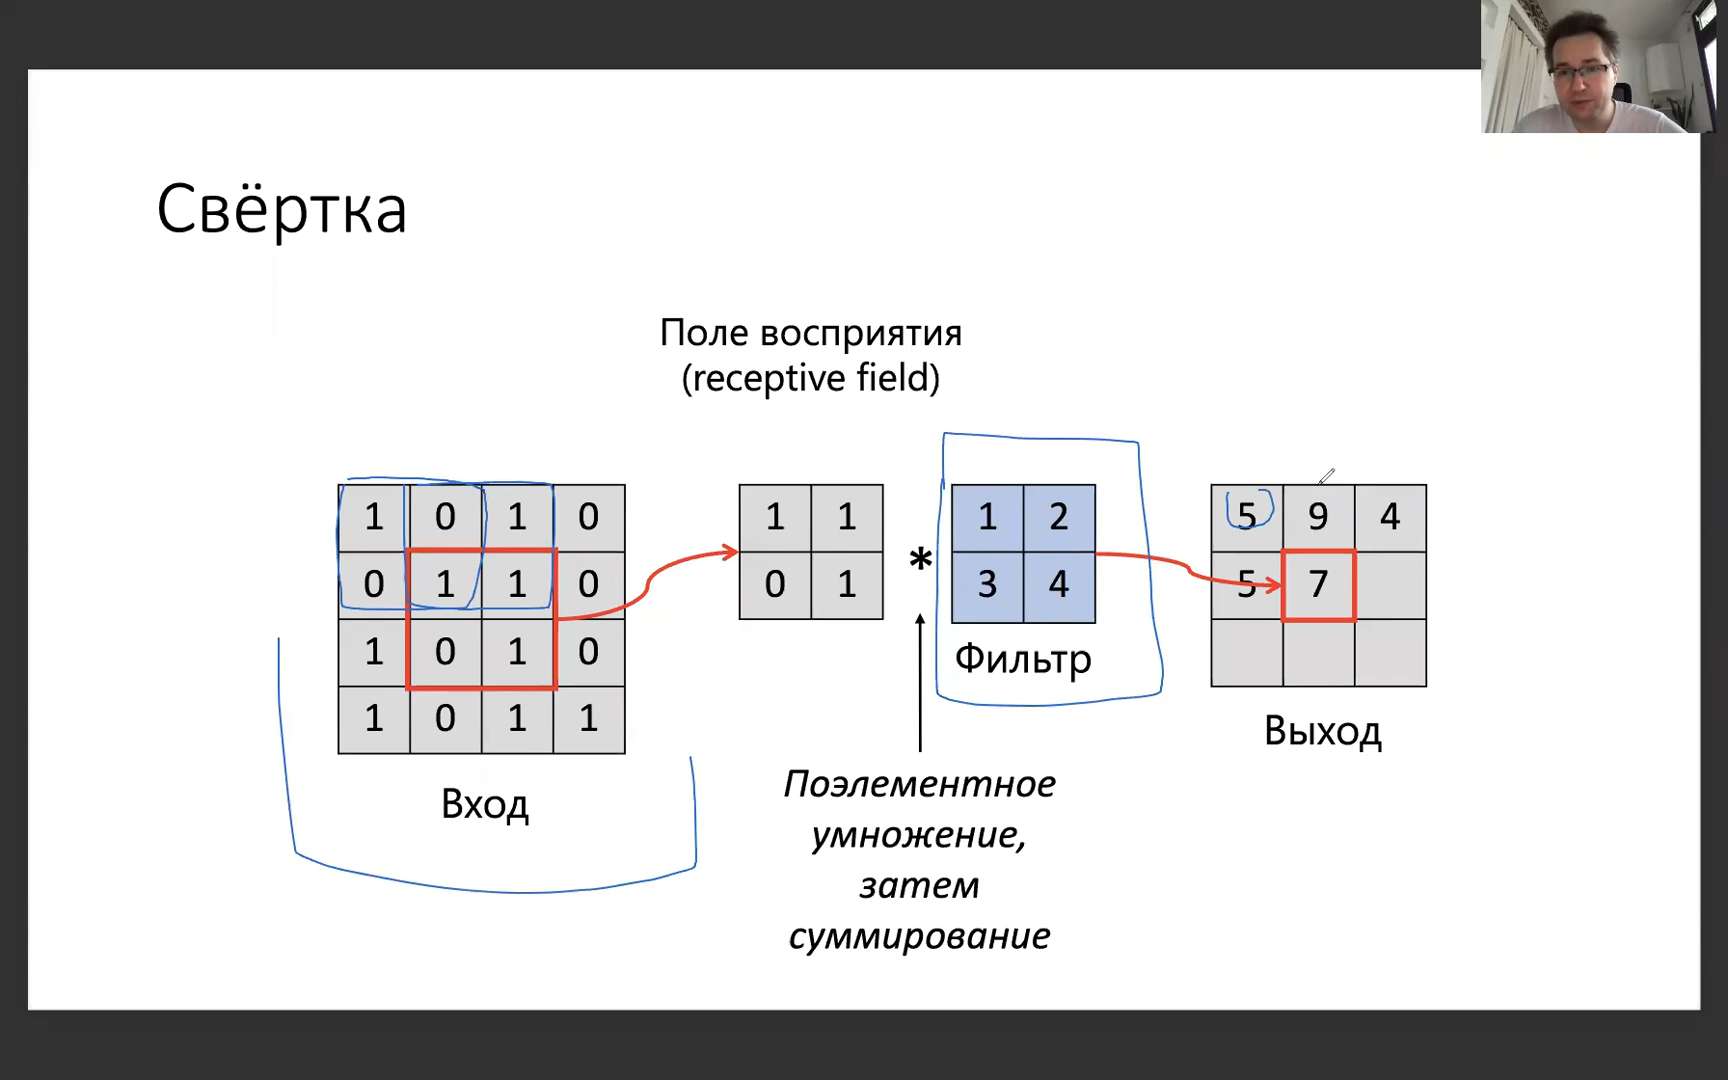 Свёртка
Поле восприятия
(receptive field)
1 0 1 0
0 1 1 0
1 0 1 0
1 0 1 1
Вход
1 1
0 1
*
1 2
3 4
Фильтр
Поэлементное
умножение,
затем
суммирование
5 9 4
5 7
Выход